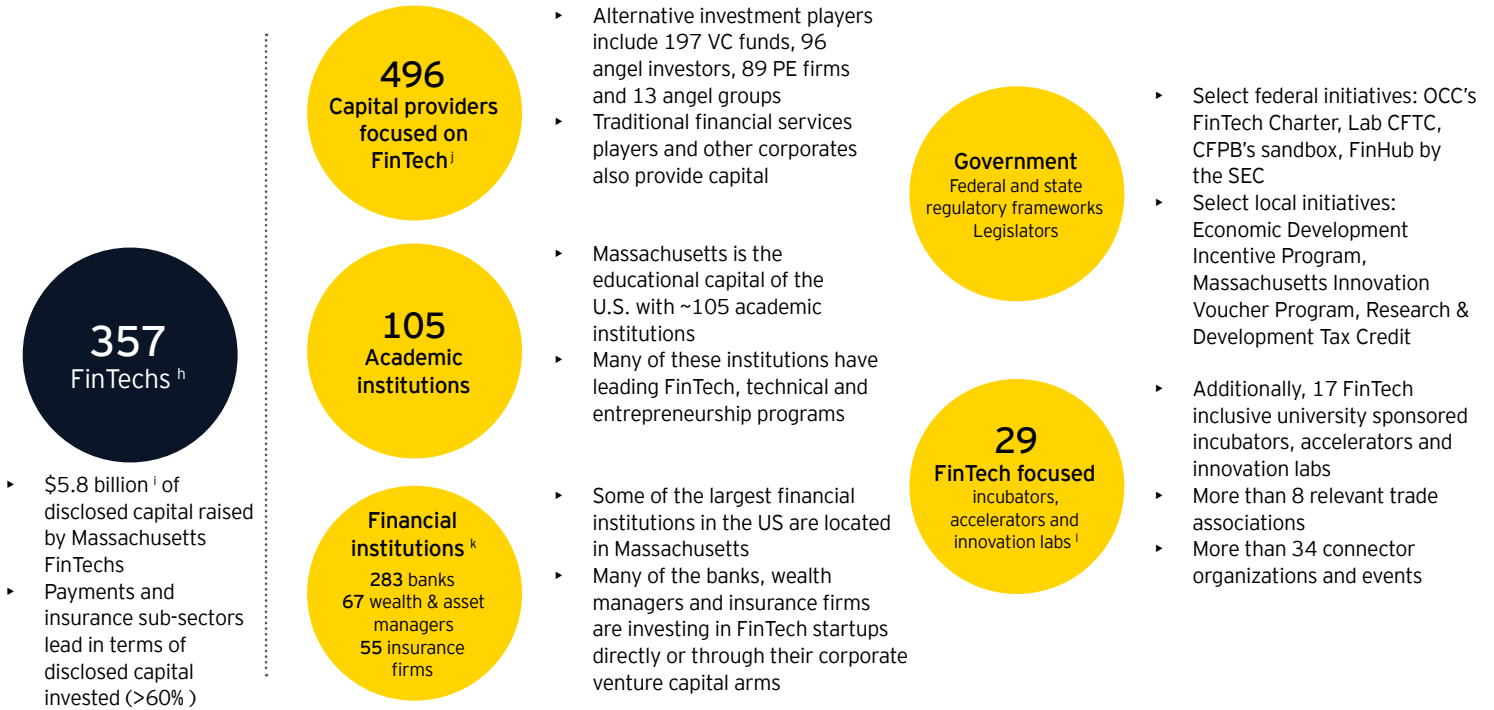 357
FinTechs h
▸ $5.8 billion i of
disclosed capital raised
by Massachusetts
FinTechs
▸ Payments and
insurance sub-sectors
lead in terms of
disclosed capital
invested (>60% )
496
Capital providers
focused on
FinTech j
▸ Alternative investment players
include 197 VC funds, 96
angel investors, 89 PE firms
and 13 angel groups
▸ Traditional financial services
players and other corporates
also provide capital
105
Academic
institutions
▸ Massachusetts is the
educational capital of the
U.S. with ~105 academic
institutions
▸ Many of these institutions have
leading FinTech, technical and
entrepreneurship programs
Financial
institutions k
283 banks
67 wealth & asset
managers
55 insurance
firms
▸ Some of the largest financial
institutions in the US are located
in Massachusetts
▸ Many of the banks, wealth
managers and insurance firms
are investing in FinTech startups
directly or through their corporate
venture capital arms
Government
Federal and state
regulatory frameworks
Legislators
▸ Select federal initiatives: OCC's
FinTech Charter, Lab CFTC,
CFPB's sandbox, FinHub by
the SEC
▸ Select local initiatives:
Economic Development
Incentive Program,
Massachusetts Innovation
Voucher Program, Research &
Development Tax Credit
29
FinTech focused
incubators,
accelerators and
innovation labs l
▸ Additionally, 17 FinTech
inclusive university sponsored
incubators, accelerators and
innovation labs
▸ More than 8 relevant trade
associations
▸ More than 34 connector
organizations and events